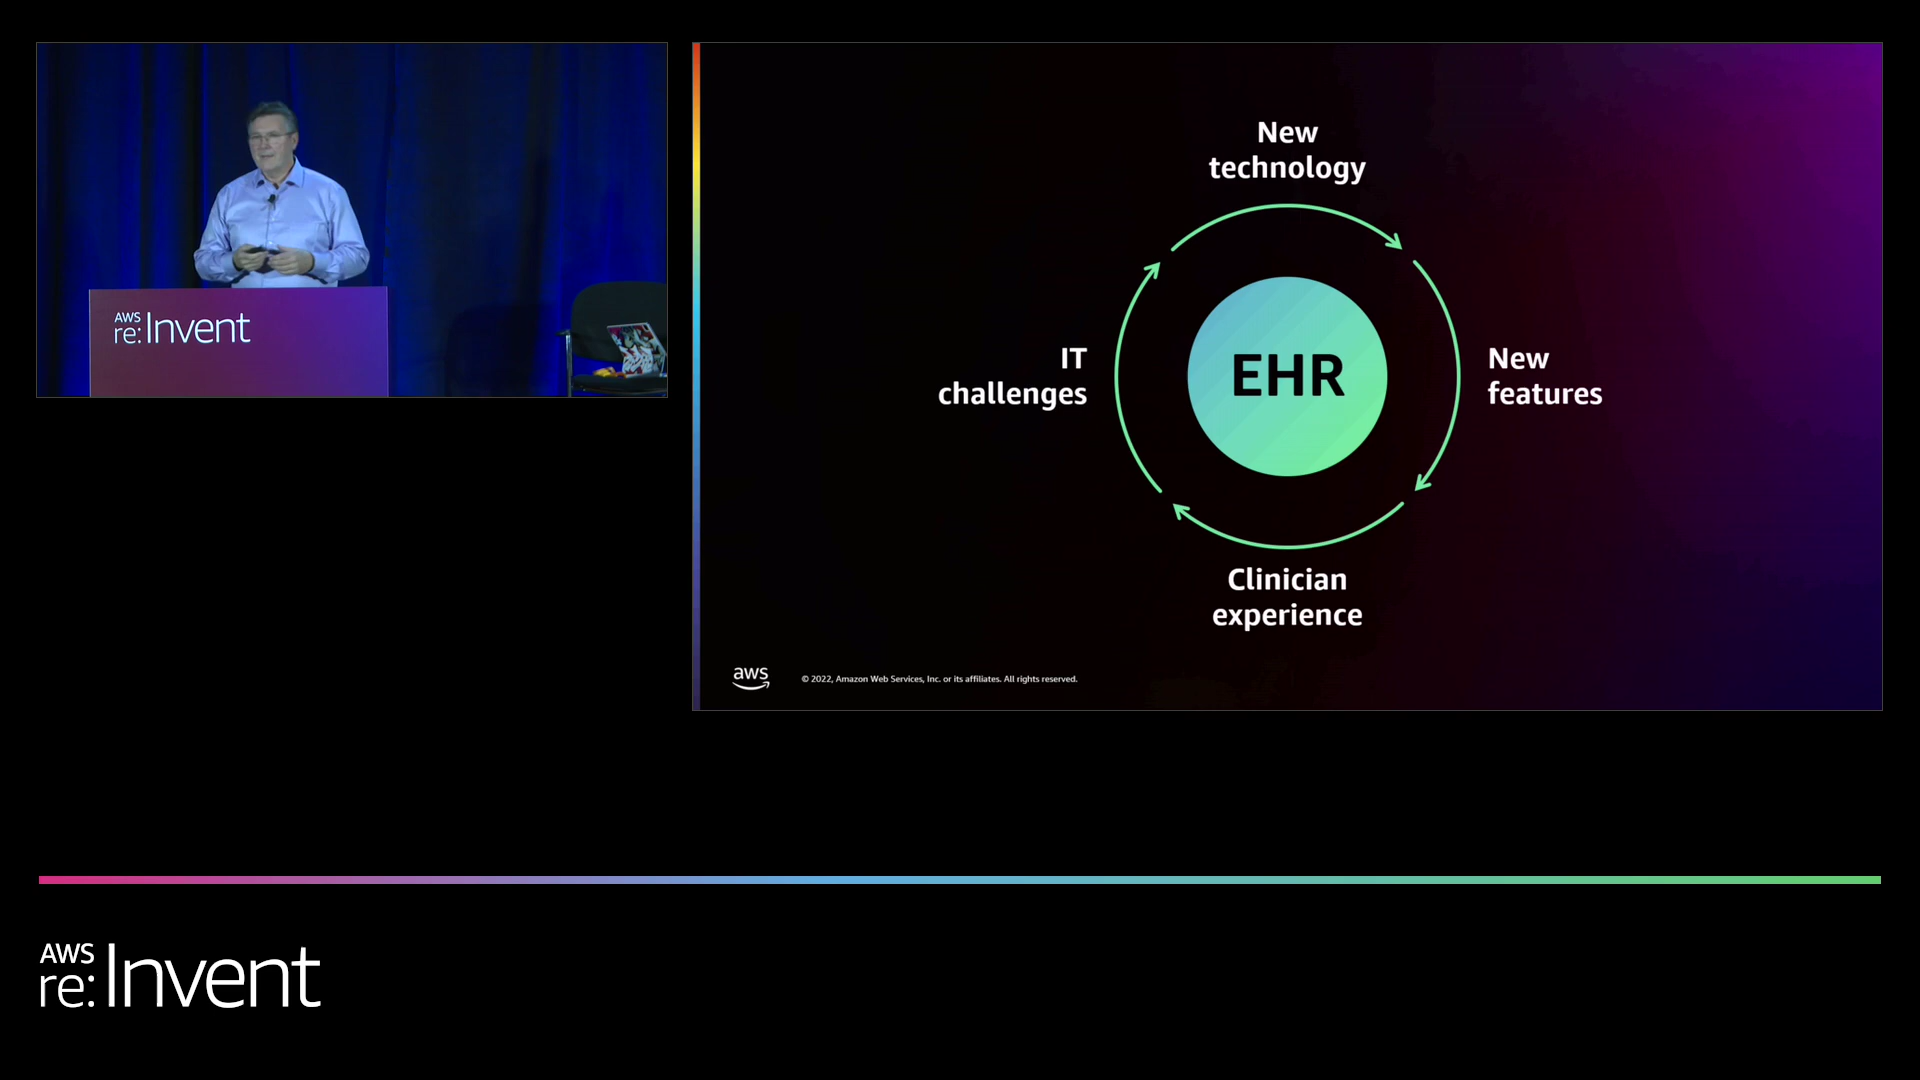 AWS
re:Invent
New
technology
IT
challenges
EHR
New
features
Clinician
experience
aws
© 2022, Amazon Web Services, Inc. or its affiliates. All rights reserved.
AWS
re:Invent